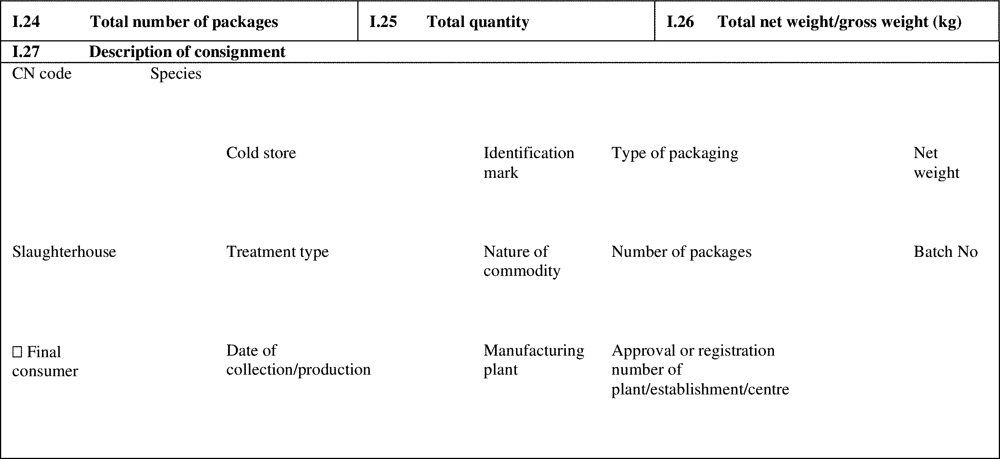 I.24 Total number of packages I.25 Total quantity I.26 Total net weight/gross weight (kg)
I.27 Description of consignment
CN code Species
Cold store Identification Type of packaging Net
mark weight
Slaughterhouse Treatment type Nature of Number of packages Batch No
commodity
☐ Final Date of Manufacturing Approval or registration
consumer collection/production plant number of
plant/establishment/centre